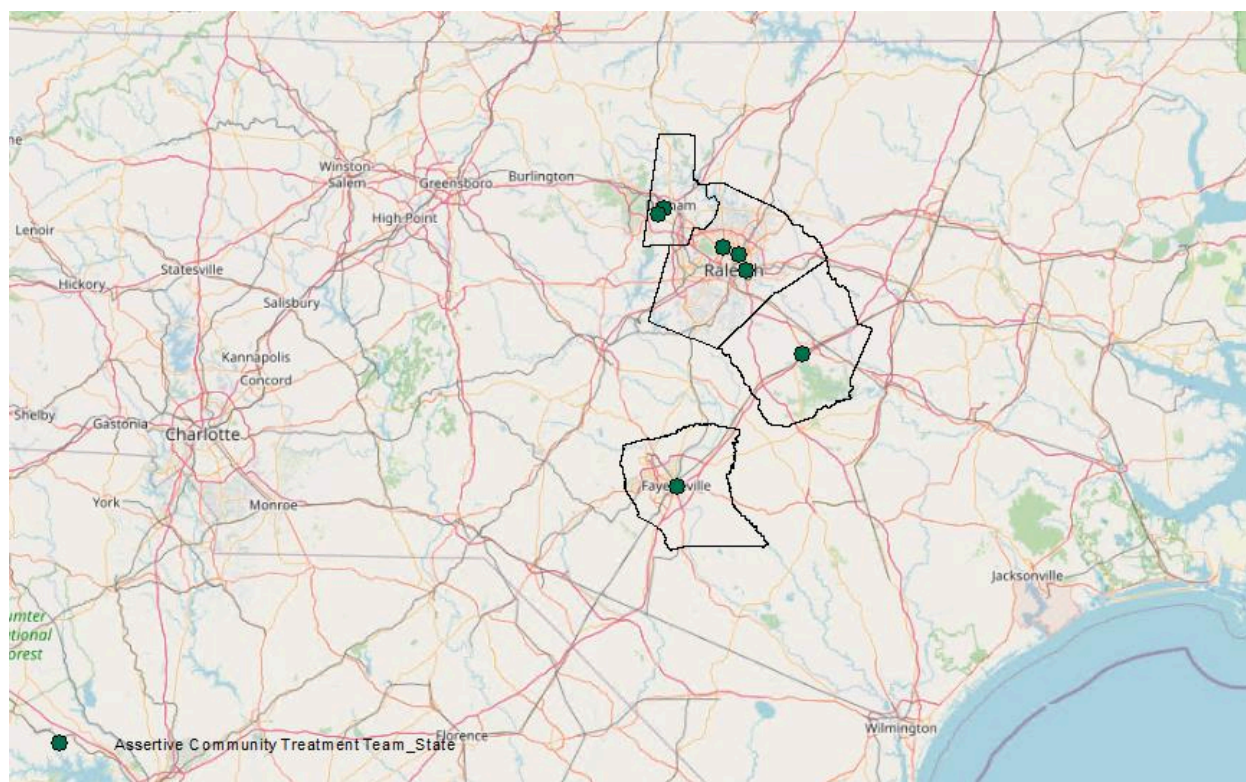 Winston-
Salem
Greensboro
Burlington
High Point
Lenoir
Statesville
Hickory
Salisbury
Kannapolis
Concord
Shelby
Gastonia
Charlotte
York
Monroe
Jacksonville
Wilmington
Florence
Assertive Community Treatment Team_State